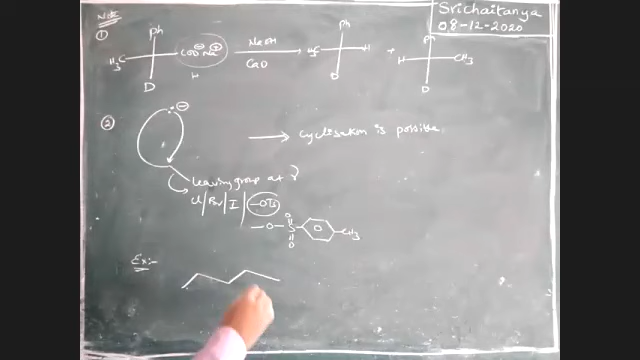 Srichaitanya
08-12-2020
Note
①
Ph
H₃C
COO⊖Na⊕
H
D
NaOH
CaO
H₃C
H
D
+
Ph
H
CH₃
D
②
⊖
→ cyclisation is possible
leaving group at
Cl/Br/I/-OTs
-O-S-
O
O
CH₃
Ex:-